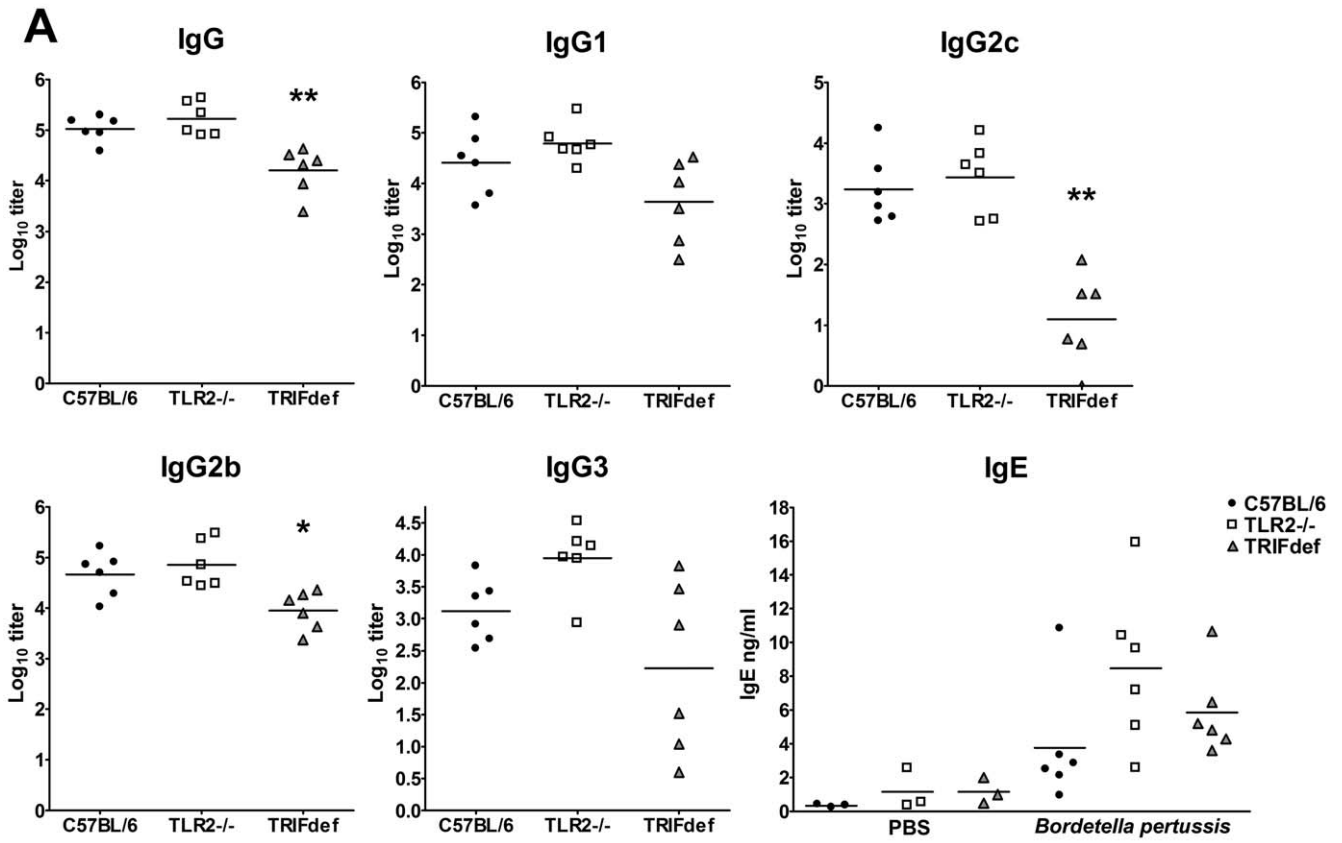 A
IgG
IgG1
IgG2c
Log10 titer
6
5
4
3
2
1
0
C57BL/6 TLR2-/- TRIFdef
**
Log10 titer
6
5
4
3
2
1
0
C57BL/6 TLR2-/- TRIFdef
Log10 titer
5
4
3
2
1
0
C57BL/6 TLR2-/- TRIFdef
**
IgG2b
IgG3
IgE
Log10 titer
6
5
4
3
2
1
0
C57BL/6 TLR2-/- TRIFdef
*
Log10 titer
4.5
4.0
3.5
3.0
2.5
2.0
1.5
1.0
0.5
0.0
C57BL/6 TLR2-/- TRIFdef
IgE ng/ml
18
16
14
12
10
8
6
4
2
0
PBS Bordetella pertussis
C57BL/6
TLR2-/-
TRIFdef